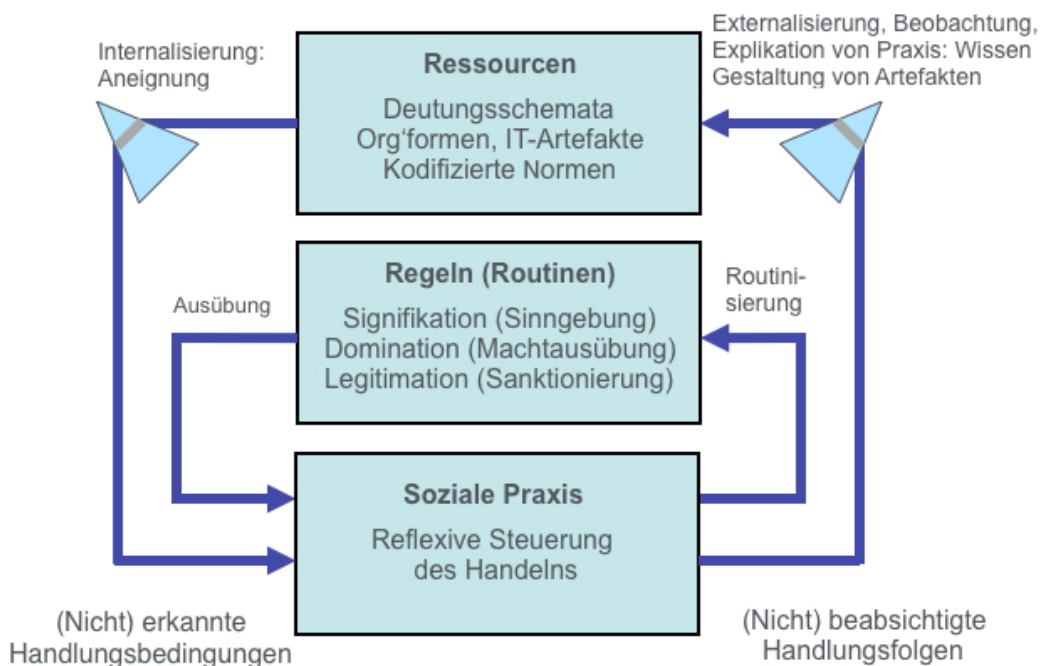 Internalisierung:
Aneignung
Ressourcen
Deutungsschemata
Org‘formen, IT-Artefakte
Kodifizierte Normen
Externalisierung, Beobachtung,
Explikation von Praxis: Wissen
Gestaltung von Artefakten
Ausübung
Regeln (Routinen)
Signifikation (Sinngebung)
Domination (Machtausübung)
Legitimation (Sanktionierung)
Routini-
sierung
Soziale Praxis
Reflexive Steuerung
des Handelns
(Nicht) erkannte
Handlungsbedingungen
(Nicht) beabsichtigte
Handlungsfolgen